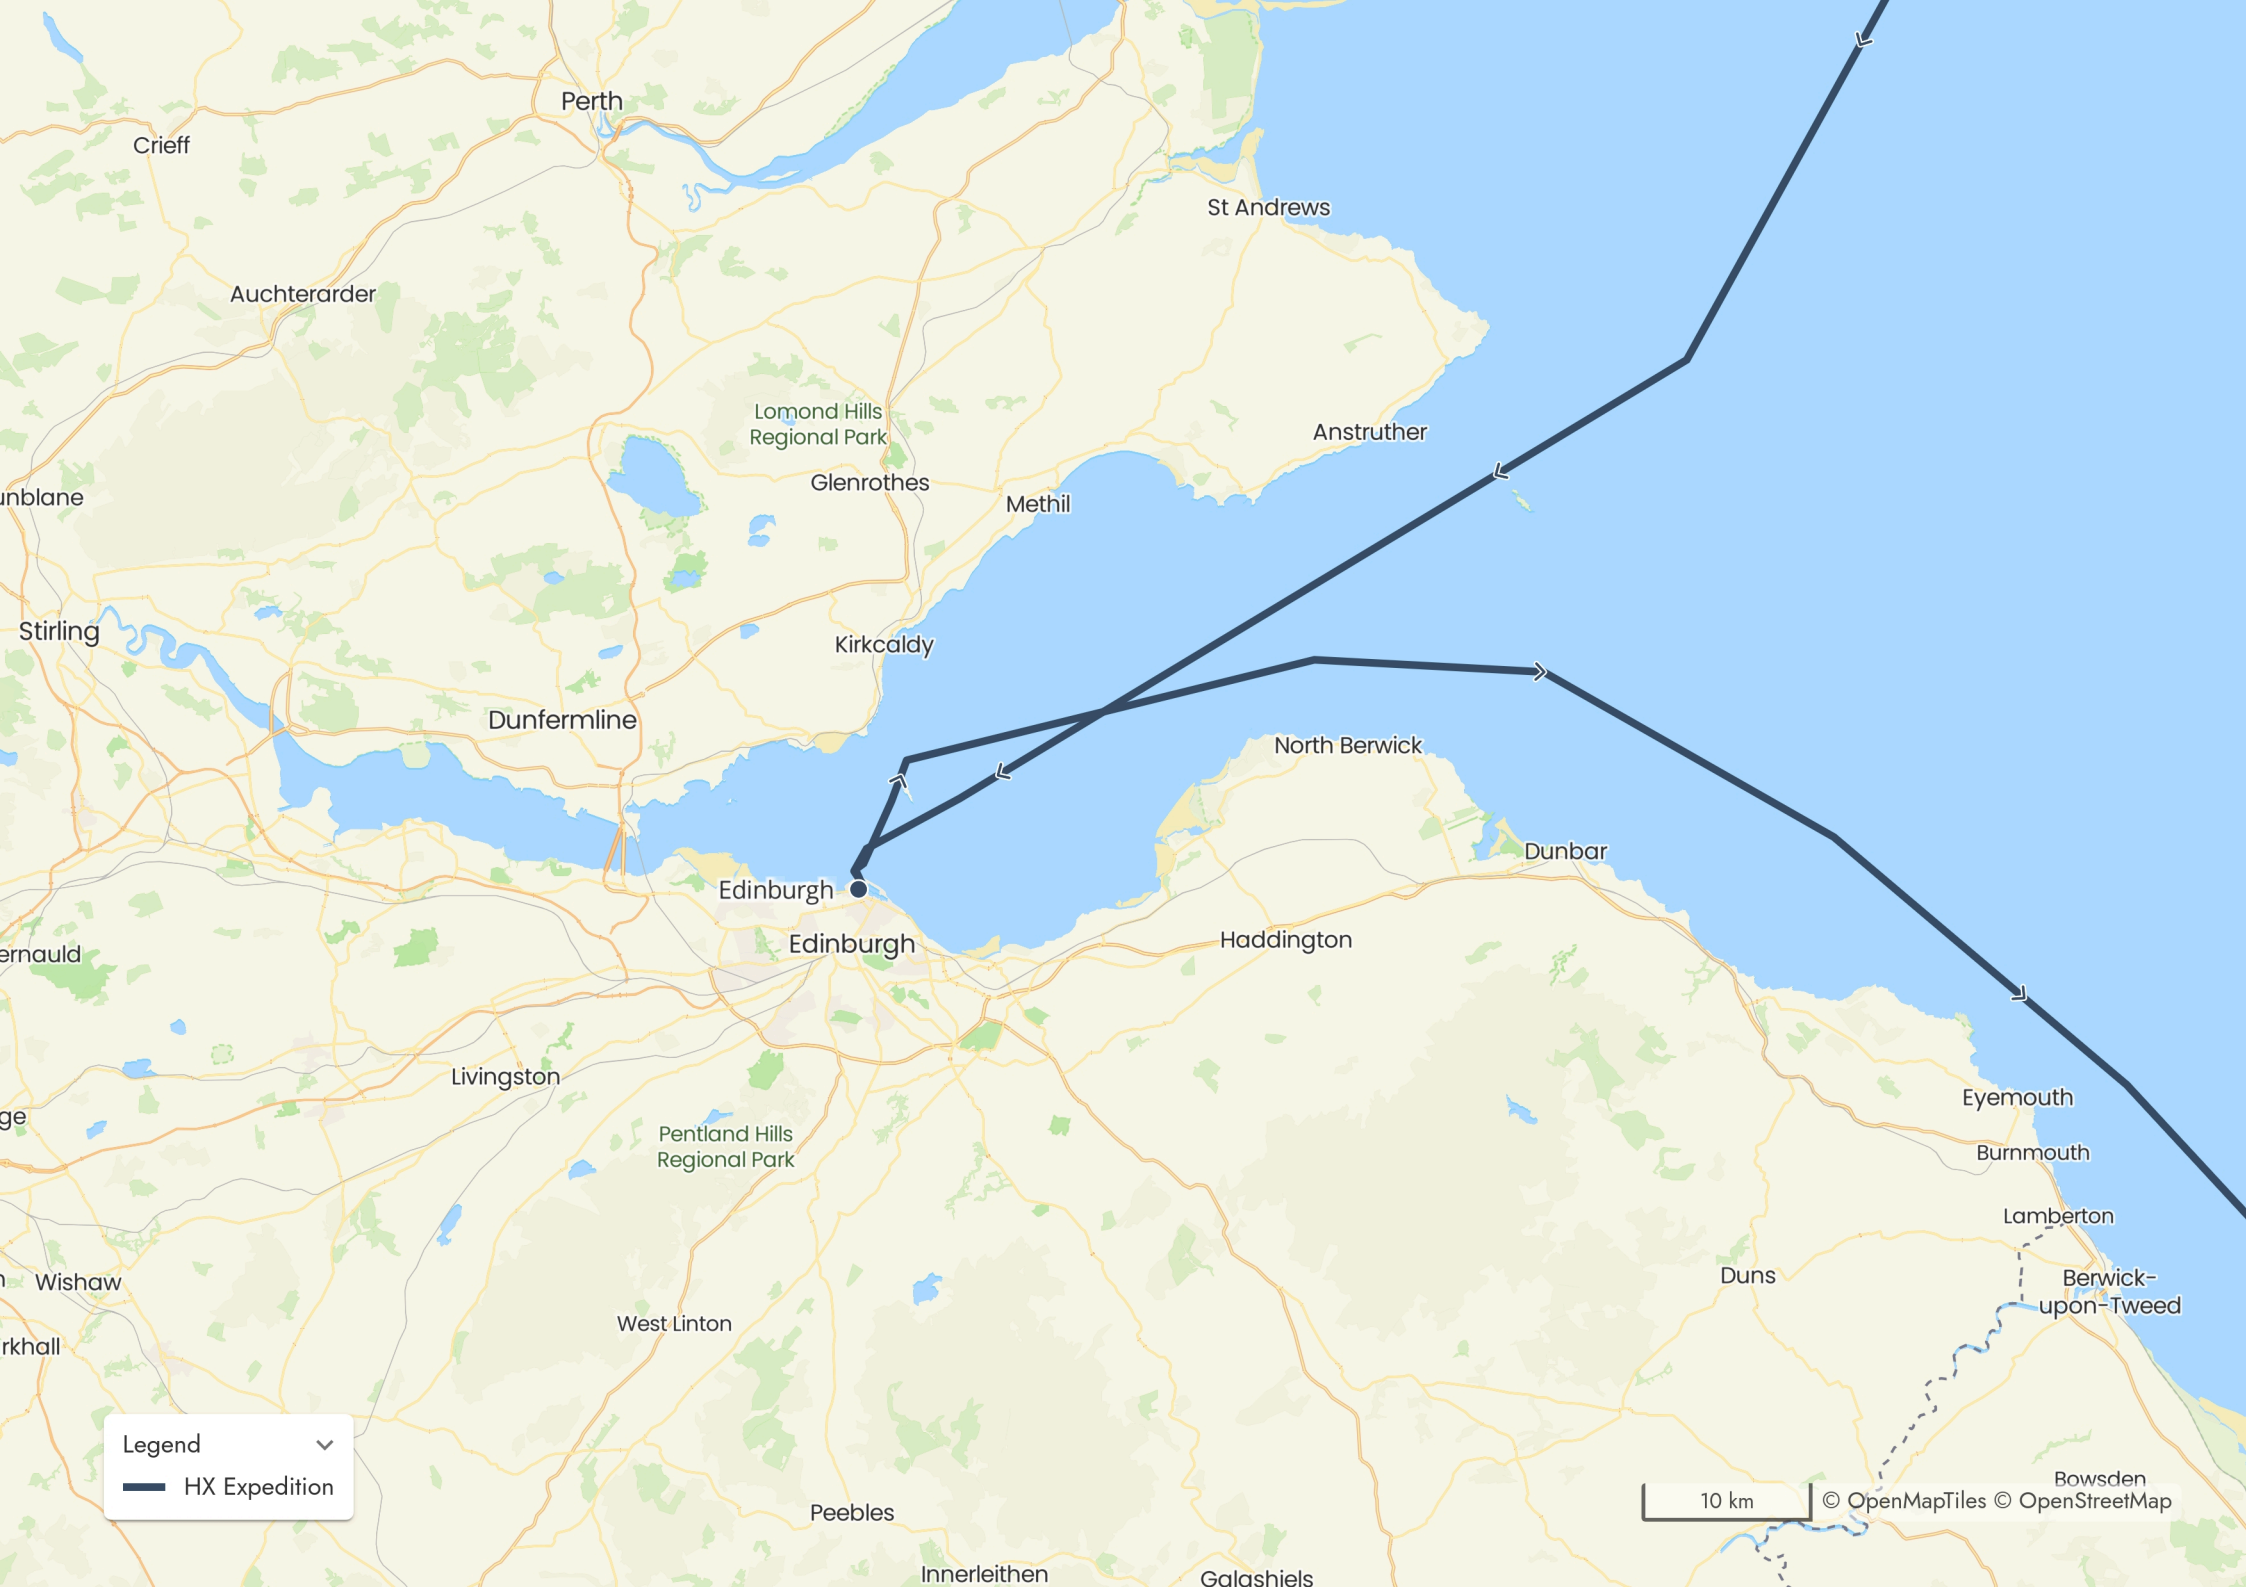 Perth
Crieff
St Andrews
Auchterarder
Lomond Hills
Regional Park
Anstruther
Glenrothes
unblane
Methil
Stirling
Kirkcaldy
Dunfermline
North Berwick
Dunbar
Edinburgh
Edinburgh
Haddington
ernauld
Livingston
Eyemouth
ge
Pentland Hills
Regional Park
Burnmouth
Lamberton
Wishaw
Duns
Berwick-
upon-Tweed
West Linton
rkhall
Legend
HX Expedition
Bowsden
10 km
© OpenMapTiles © OpenStreetMap
Peebles
Innerleithen
Galashiels